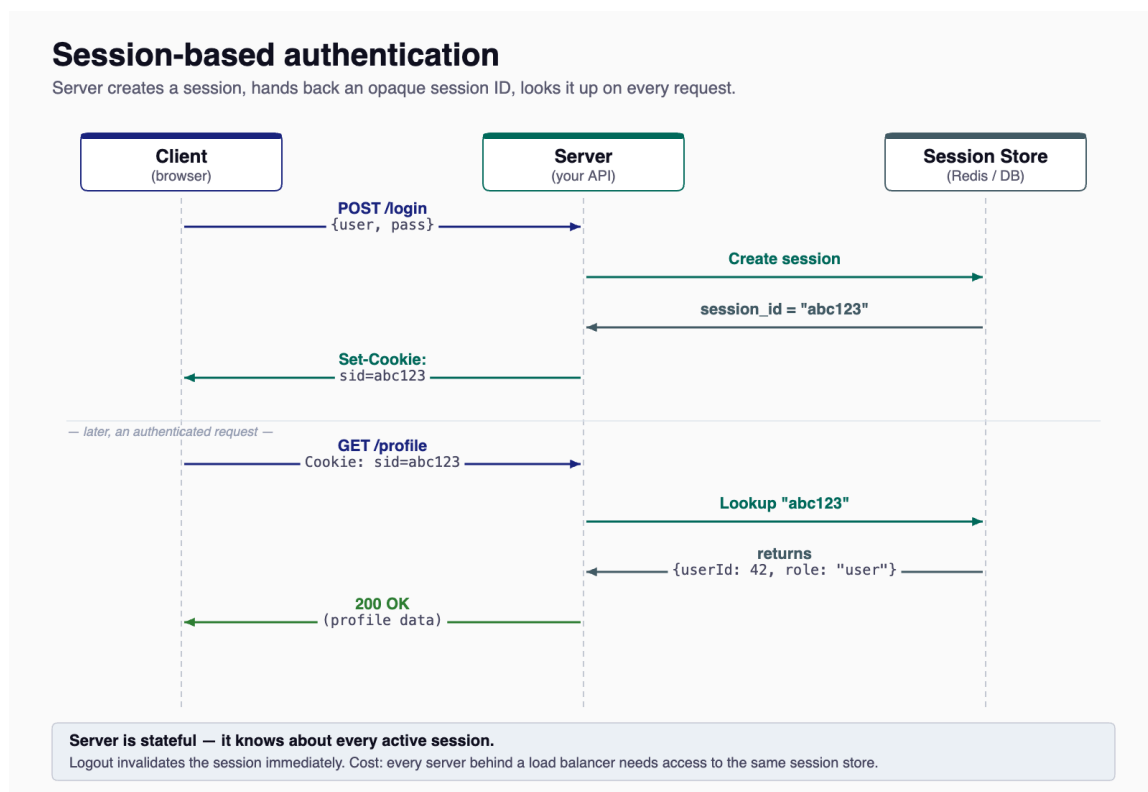 Session-based authentication
Server creates a session, hands back an opaque session ID, looks it up on every request.
Client
(browser)
Server
(your API)
Session Store
(Redis / DB)
POST /login
{user, pass}
Create session
session_id = "abc123"
Set-Cookie:
sid=abc123
— later, an authenticated request —
GET /profile
Cookie: sid=abc123
Lookup "abc123"
returns
{userId: 42, role: "user"}
200 OK
(profile data)
Server is stateful — it knows about every active session.
Logout invalidates the session immediately. Cost: every server behind a load balancer needs access to the same session store.